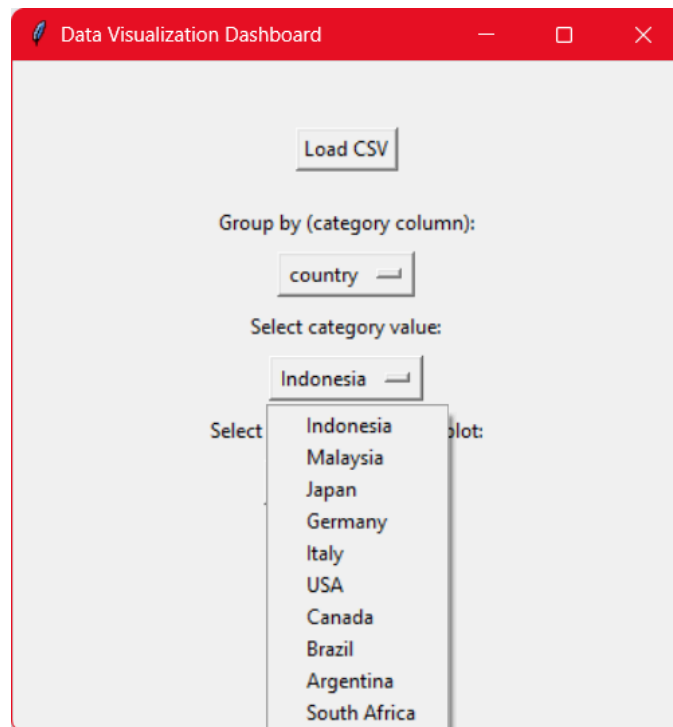 Data Visualization Dashboard
Load CSV
Group by (category column):
country
Select category value:
Indonesia
Select
Indonesia
Malaysia
Japan
Germany
Italy
USA
Canada
Brazil
Argentina
South Africa